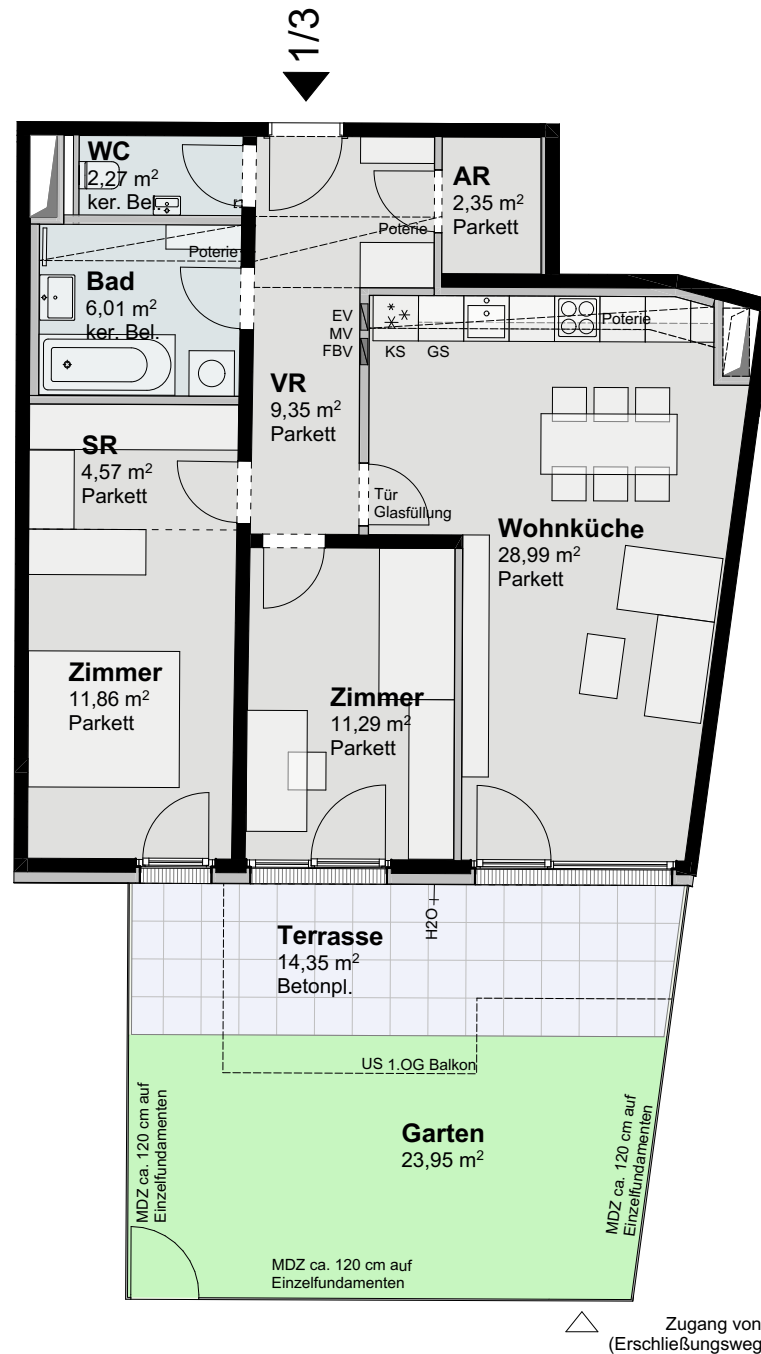 1/3
WC
2,27 m²
ker. Bel.
AR
2,35 m²
Parkett
Poterie
Poterie
Bad
6,01 m²
ker. Bel.
EV
MV
FBV
KS
GS
Poterie
VR
9,35 m²
Parkett
SR
4,57 m²
Parkett
Tür
Glasfüllung
Wohnküche
28,99 m²
Parkett
Zimmer
11,86 m²
Parkett
Zimmer
11,29 m²
Parkett
Terrasse
14,35 m²
Betonpl.
H2O
US 1.OG Balkon
Garten
23,95 m²
MDZ ca. 120 cm auf
Einzelfundamenten
MDZ ca. 120 cm auf
Einzelfundamenten
MDZ ca. 120 cm auf
Einzelfundamenten
Zugang von
(Erschließungsweg